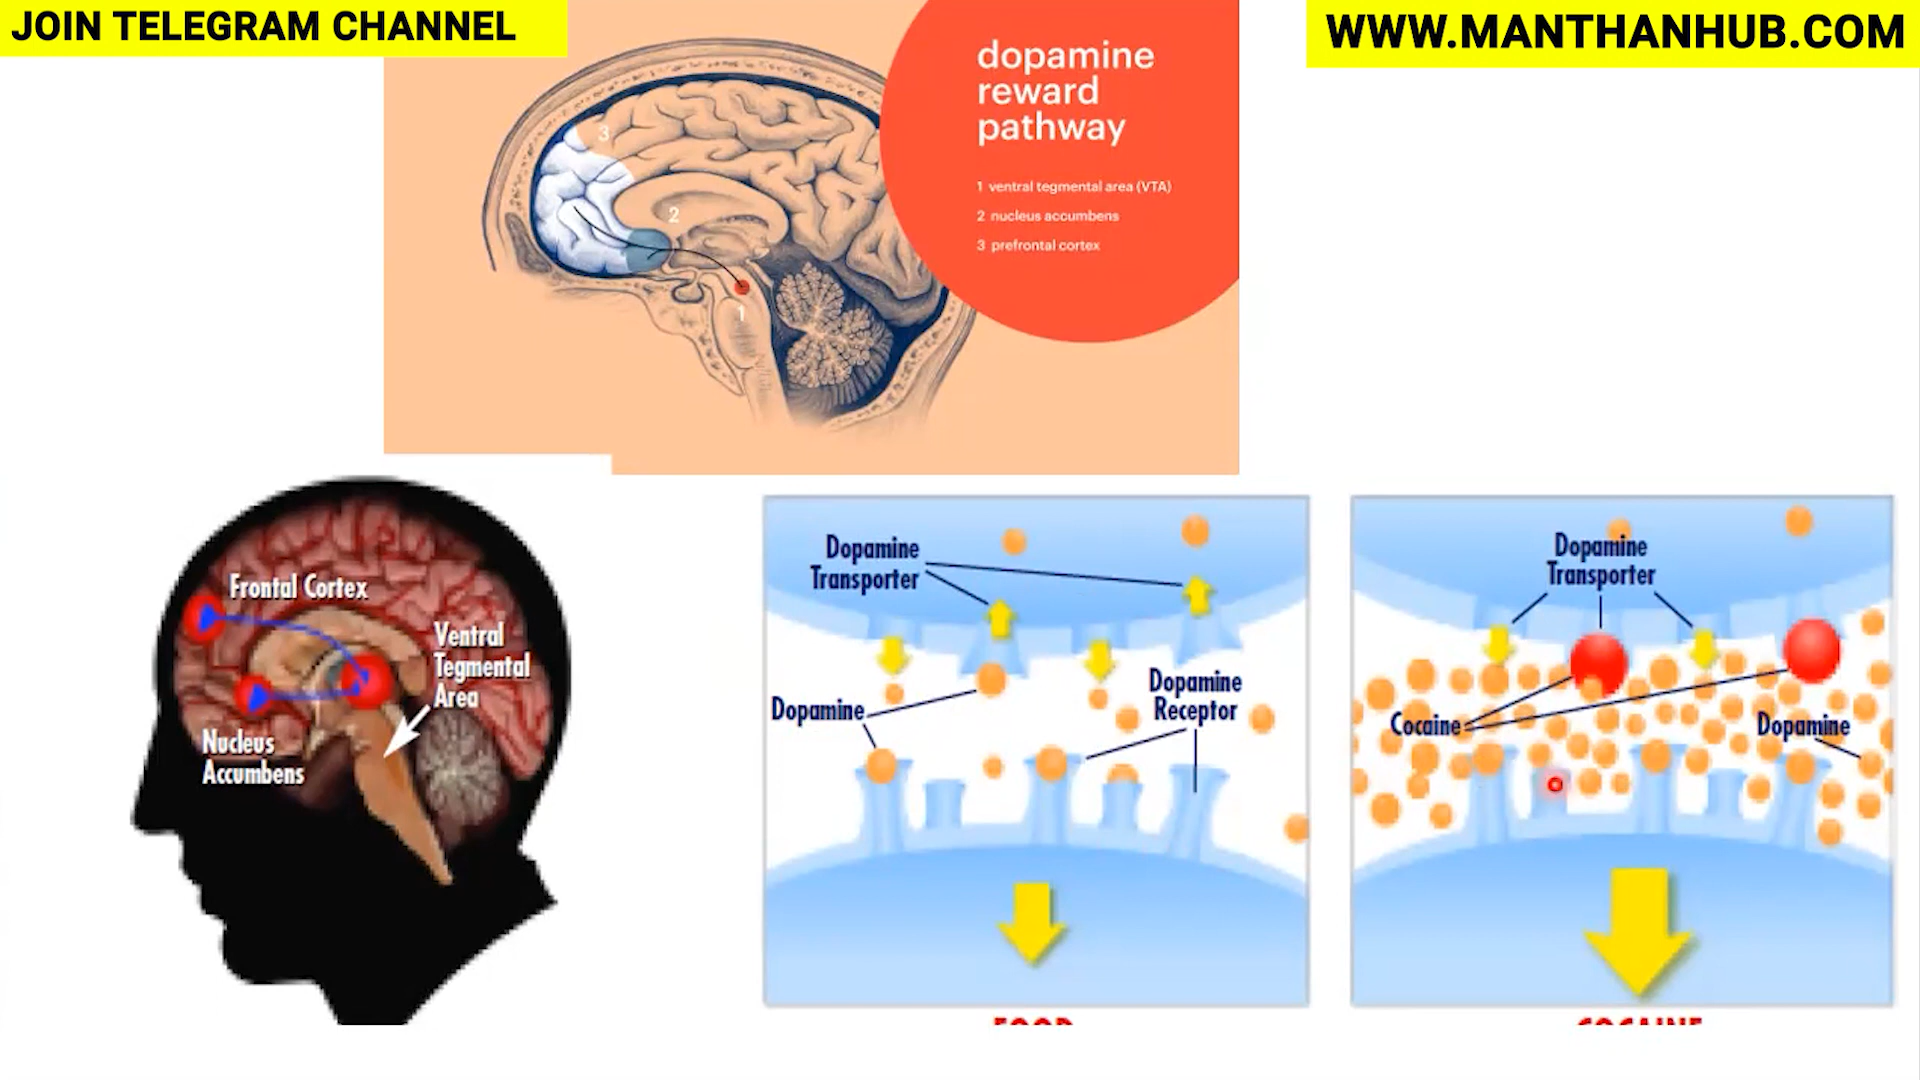 JOIN TELEGRAM CHANNEL
WWW.MANTHANHUB.COM
dopamine
reward
pathway
1 ventral tegmental area (VTA)
2 nucleus accumbens
3 prefrontal cortex
3
2
1
Frontal Cortex
Ventral
Tegmental
Area
Nucleus
Accumbens
Dopamine
Transporter
Dopamine
Receptor
Dopamine
FOOD
Dopamine
Transporter
Cocaine
Dopamine
COCAINE